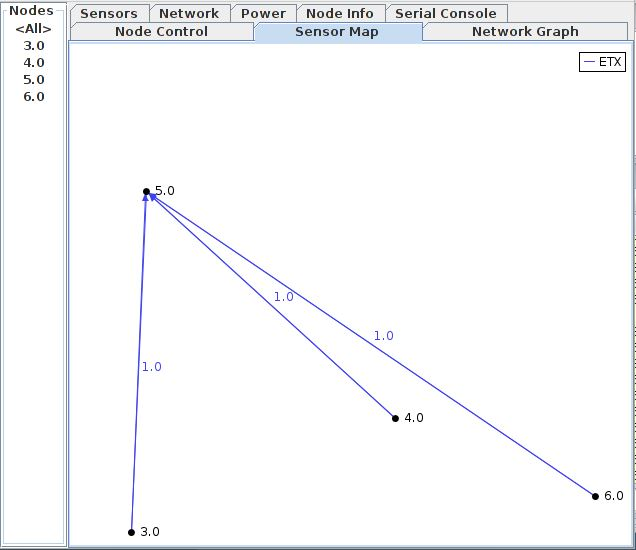 Nodes
<All>
3.0
4.0
5.0
6.0
Sensors Network Power Node Info Serial Console
Node Control Sensor Map Network Graph
ETX
5.0
1.0
1.0
1.0
4.0
6.0
3.0